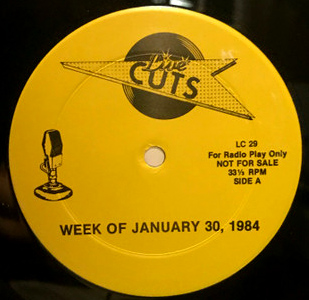 Live
CUTS
LC 29
For Radio Play Only
NOT FOR SALE
33⅓ RPM
SIDE A
WEEK OF JANUARY 30, 1984